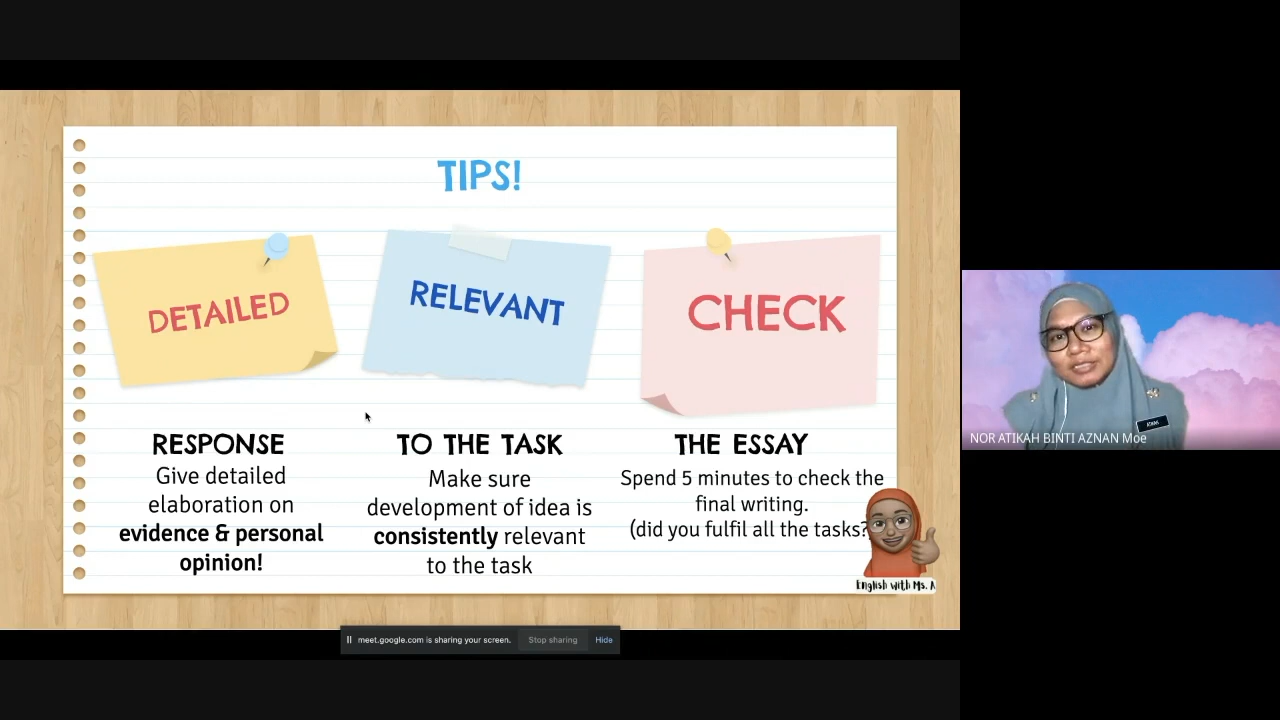 TIPS!
DETAILED
RELEVANT
CHECK
RESPONSE
Give detailed
elaboration on
evidence & personal
opinion!
TO THE TASK
Make sure
development of idea is
consistently relevant
to the task
THE ESSAY
Spend 5 minutes to check the
final writing.
(did you fulfil all the tasks?
English with Ms. A
NOR ATIKAH BINTI AZNAN Moe
meet.google.com is sharing your screen.
Stop sharing
Hide